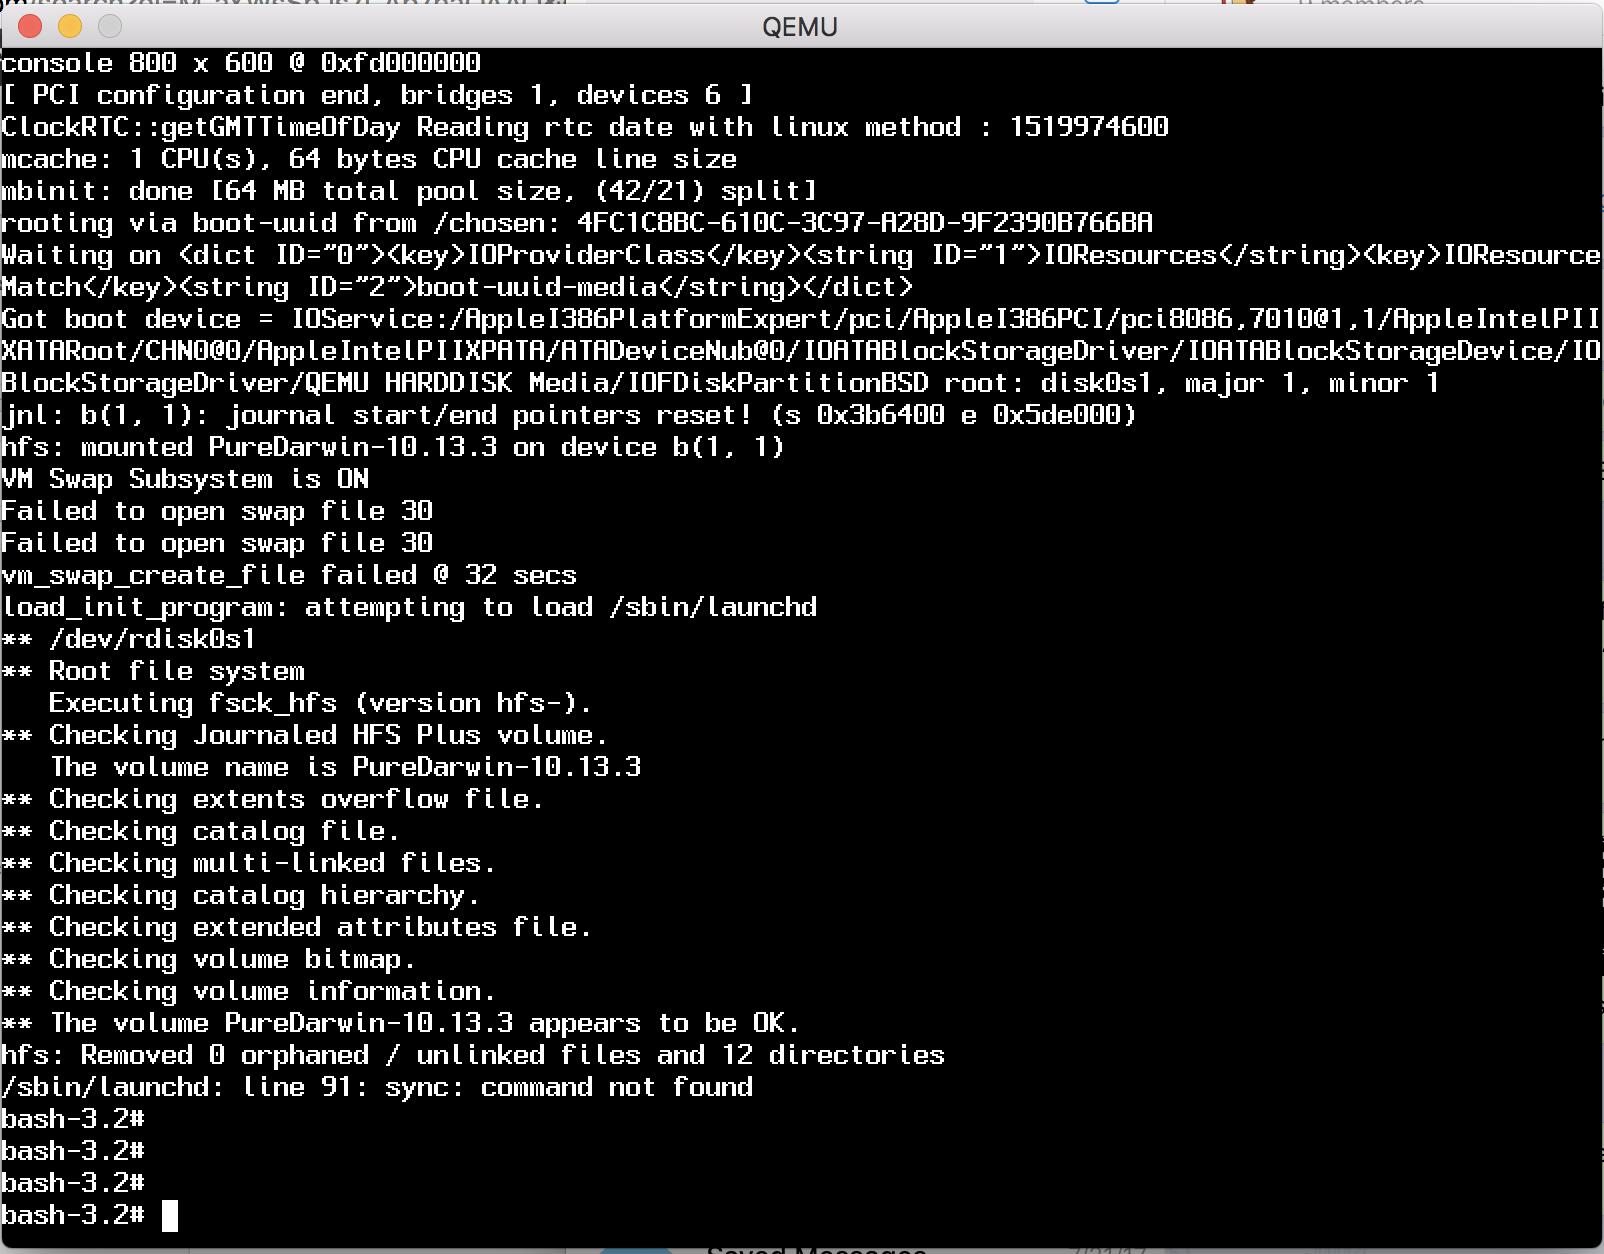 QEMU
console 800 x 600 @ 0xfd000000
[ PCI configuration end, bridges 1, devices 6 ]
ClockRTC::getGMTTimeOfDay Reading rtc date with linux method : 1519974600
mcache: 1 CPU(s), 64 bytes CPU cache line size
mbinit: done [64 MB total pool size, (42/21) split]
rooting via boot-uuid from /chosen: 4FC1C8BC-610C-3C97-A28D-9F2390B766BA
Waiting on <dict ID="0"><key>IOProviderClass</key><string ID="1">IOResources</string><key>IOResource
Match</key><string ID="2">boot-uuid-media</string></dict>
Got boot device = IOService:/AppleI386PlatformExpert/pci/AppleI386PCI/pci8086,7010@1,1/AppleIntelPII
XATARoot/CHN0@0/AppleIntelPIIXPATA/ATADeviceNub@0/IOATABlockStorageDriver/IOATABlockStorageDevice/IO
BlockStorageDriver/QEMU HARDDISK Media/IOFDiskPartitionBSD root: disk0s1, major 1, minor 1
jnl: b(1, 1): journal start/end pointers reset! (s 0x3b6400 e 0x5de000)
hfs: mounted PureDarwin-10.13.3 on device b(1, 1)
VM Swap Subsystem is ON
Failed to open swap file 30
Failed to open swap file 30
vm_swap_create_file failed @ 32 secs
load_init_program: attempting to load /sbin/launchd
** /dev/rdisk0s1
** Root file system
   Executing fsck_hfs (version hfs-).
** Checking Journaled HFS Plus volume.
   The volume name is PureDarwin-10.13.3
** Checking extents overflow file.
** Checking catalog file.
** Checking multi-linked files.
** Checking catalog hierarchy.
** Checking extended attributes file.
** Checking volume bitmap.
** Checking volume information.
** The volume PureDarwin-10.13.3 appears to be OK.
hfs: Removed 0 orphaned / unlinked files and 12 directories
/sbin/launchd: line 91: sync: command not found
bash-3.2#
bash-3.2#
bash-3.2#
bash-3.2#